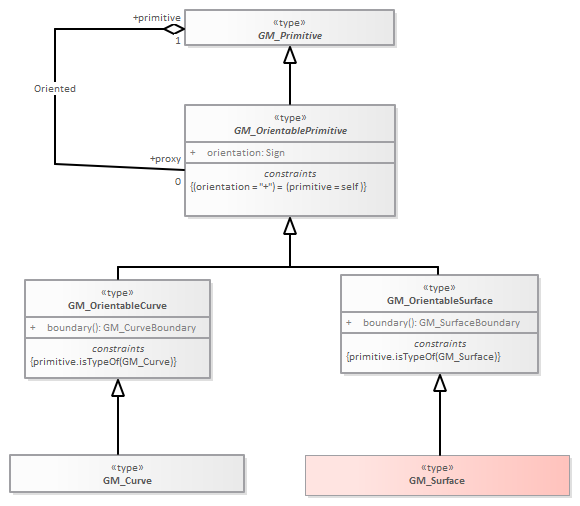 +primitive
1
«type»
GM_Primitive
Oriented
«type»
GM_OrientablePrimitive
+ orientation: Sign
constraints
{(orientation = "+") = (primitive = self )}
+proxy
0
«type»
GM_OrientableCurve
+ boundary(): GM_CurveBoundary
constraints
{primitive.isTypeOf(GM_Curve)}
«type»
GM_OrientableSurface
+ boundary(): GM_SurfaceBoundary
constraints
{primitive.isTypeOf(GM_Surface)}
«type»
GM_Curve
«type»
GM_Surface